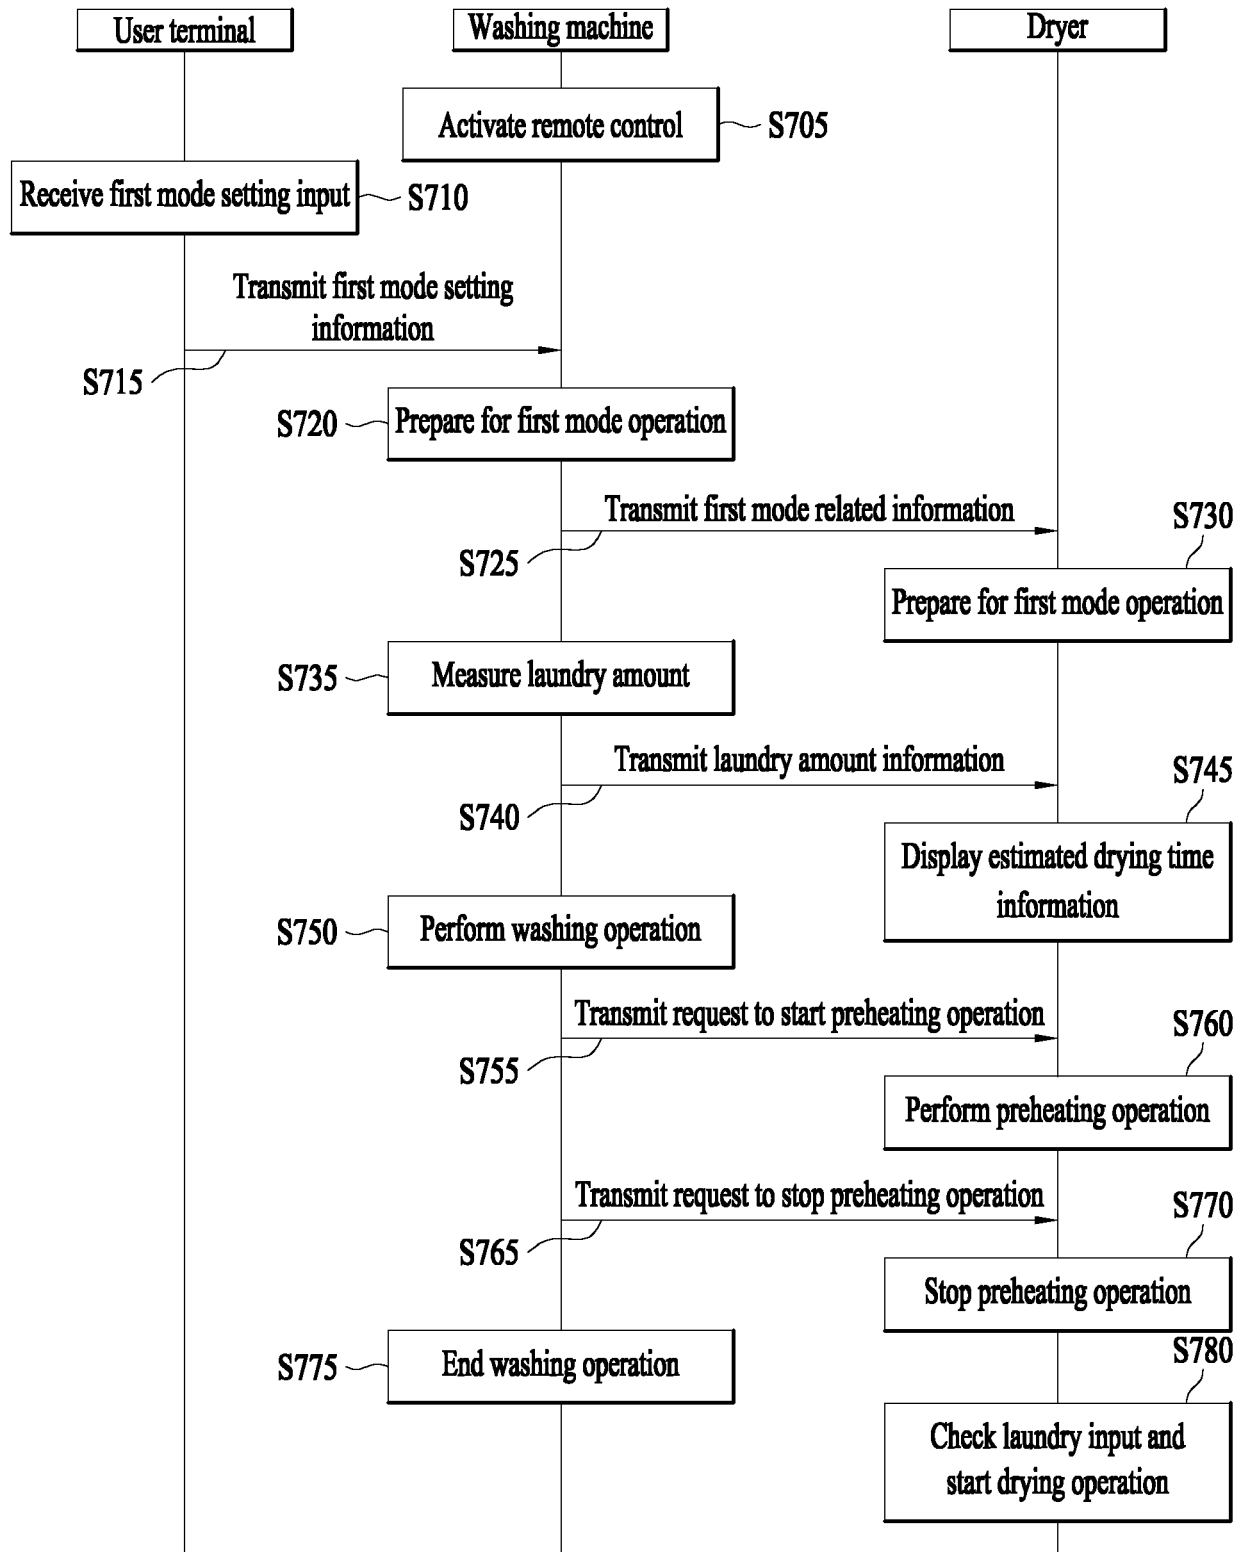 User terminal
Washing machine
Dryer
Activate remote control
S705
Receive first mode setting input
S710
Transmit first mode setting
information
S715
S720
Prepare for first mode operation
Transmit first mode related information
S725
S730
Prepare for first mode operation
S735
Measure laundry amount
Transmit laundry amount information
S740
S745
Display estimated drying time
information
S750
Perform washing operation
Transmit request to start preheating operation
S755
S760
Perform preheating operation
Transmit request to stop preheating operation
S765
S770
Stop preheating operation
S775
End washing operation
S780
Check laundry input and
start drying operation